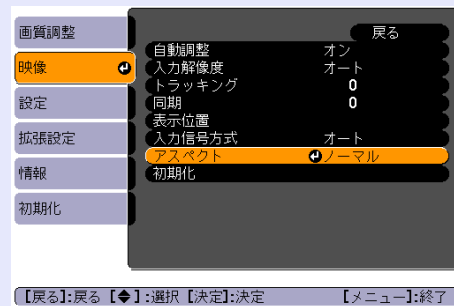 画質調整
映像
設定
拡張設定
情報
初期化
戻る
自動調整 オン
入力解像度 オート
トラッキング 0
同期 0
表示位置
入力信号方式 オート
アスペクト ノーマル
初期化
【戻る】:戻る 【◆】:選択 【決定】:決定 【メニュー】:終了